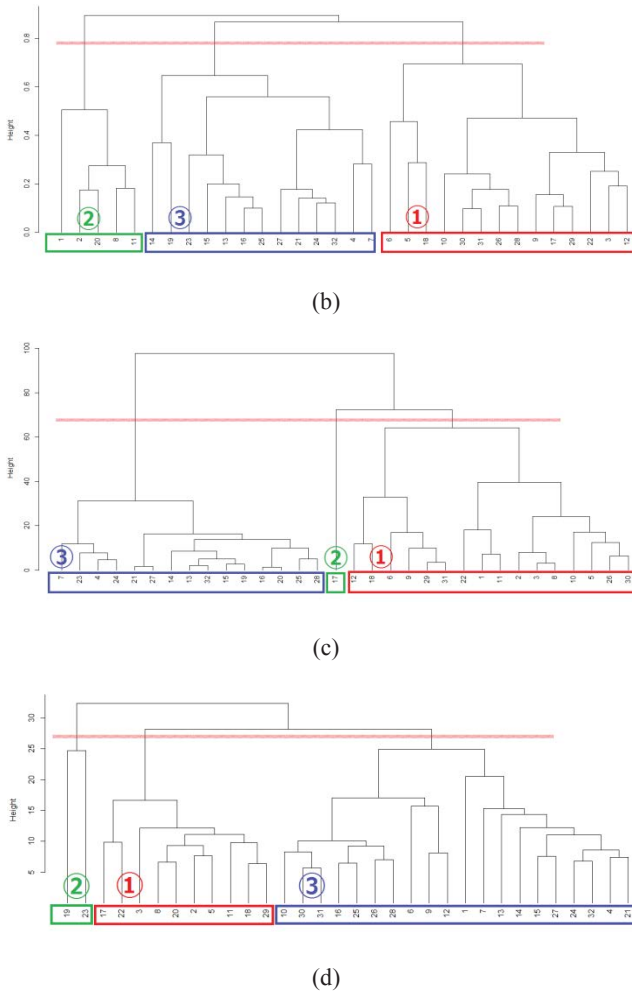 Height
0.0 0.2 0.4 0.6 0.8
2 3 1
1 2 20 8 11 14 19 23 15 13 16 25 27 21 24 32 4 7 6 5 18 10 30 31 26 28 9 17 29 22 3 12
(b)
Height
0 20 40 60 80 100
3 2 1
7 23 4 24 21 27 14 13 32 15 19 16 20 25 28 17 12 18 6 9 29 31 22 1 11 2 3 8 10 5 26 30
(c)
Height
5 10 15 20 25 30
2 1 3
19 23 17 22 3 8 20 2 5 11 18 29 10 30 31 16 25 26 28 6 9 12 1 7 13 14 15 27 24 32 4 21
(d)